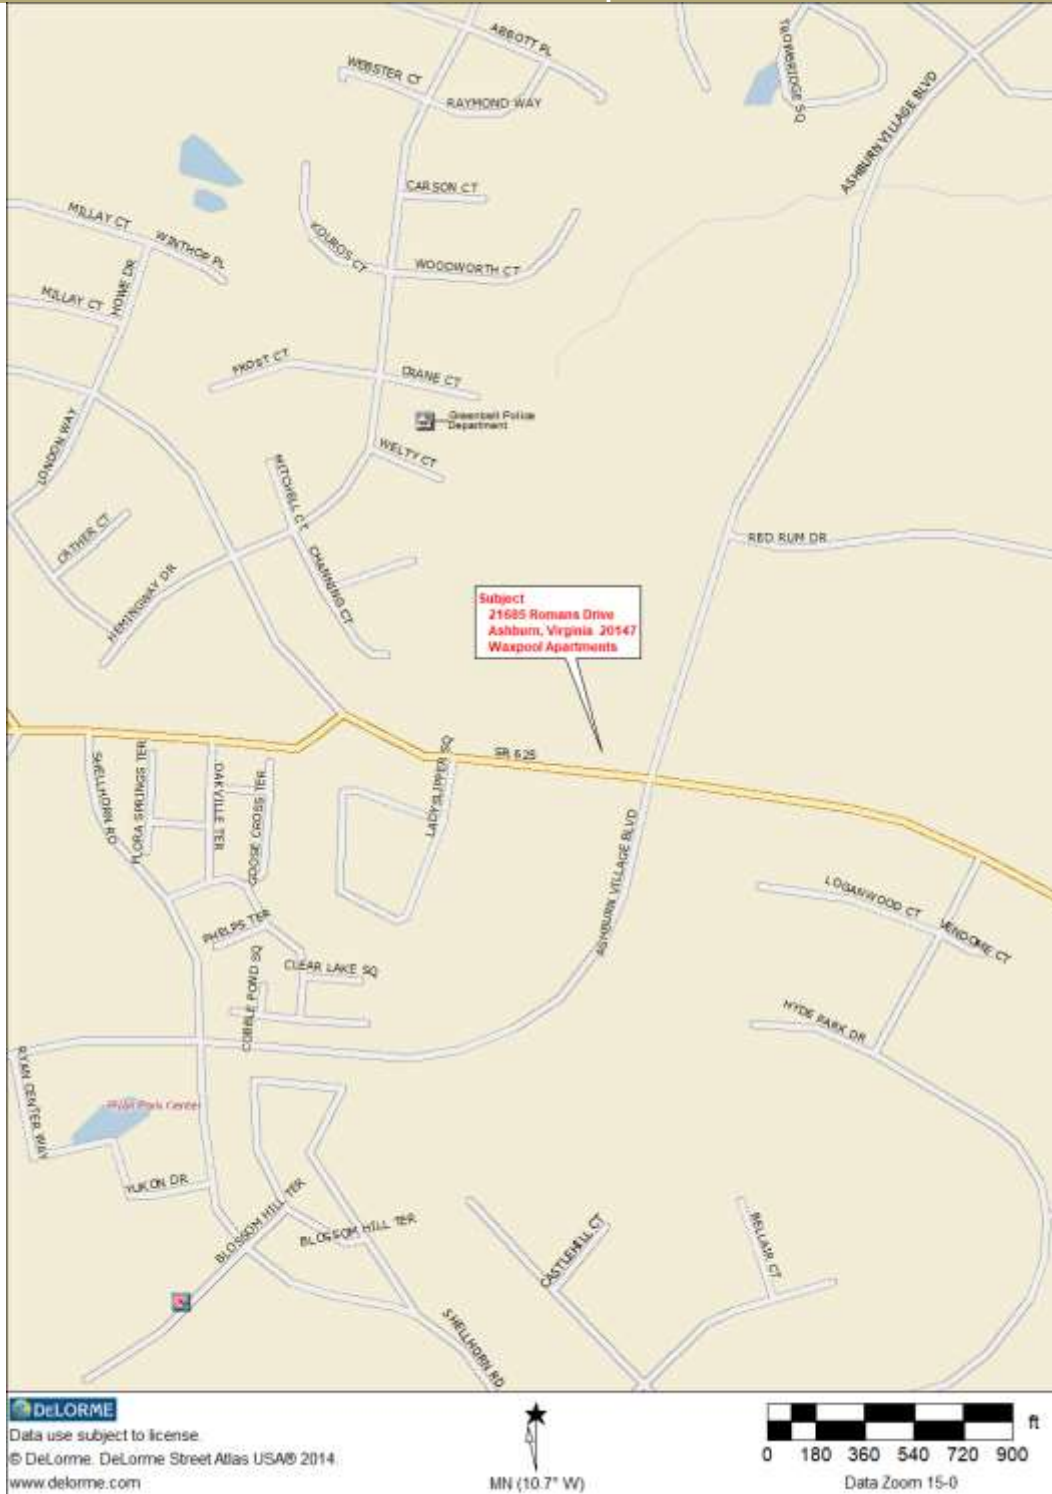 ABBOTT PL
WEBSTER CT
RAYMOND WAY
TROWBRIDGE SQ
ASHBURN VILLAGE BLVD
CARSON CT
MILLAY CT
WINTHOP PL
KOUROS CT
WOODWORTH CT
HOWE DR
MILLAY CT
FROST CT
CRANE CT
Greenbelt Police
Department
LONDON WAY
WELTY CT
MITCHELL CT
CATHER CT
RED RUM DR
CHANNING CT
HEMINGWAY DR
Subject
21685 Romans Drive
Ashburn, Virginia 20147
Waxpool Apartments
SR 625
SHELLHORN RD
FLORA SPRINGS TER
OAKVILLE TER
GOOSE CROSS TER
LADYSLIPPER SQ
ASHBURN VILLAGE BLVD
LOGANWOOD CT
VENDOME CT
PHELPS TER
CLEAR LAKE SQ
COBBLE POND SQ
HYDE PARK DR
RYAN CENTER WAY
Ryan Park Center
YUKON DR
BLOSSOM HILL TER
BLOSSOM HILL TER
CASTLEHILL CT
BELLAIR CT
SHELLHORN RD
DELORME
Data use subject to license.
© DeLorme. DeLorme Street Atlas USA® 2014.
www.delorme.com
MN (10.7° W)
ft
0 180 360 540 720 900
Data Zoom 15-0